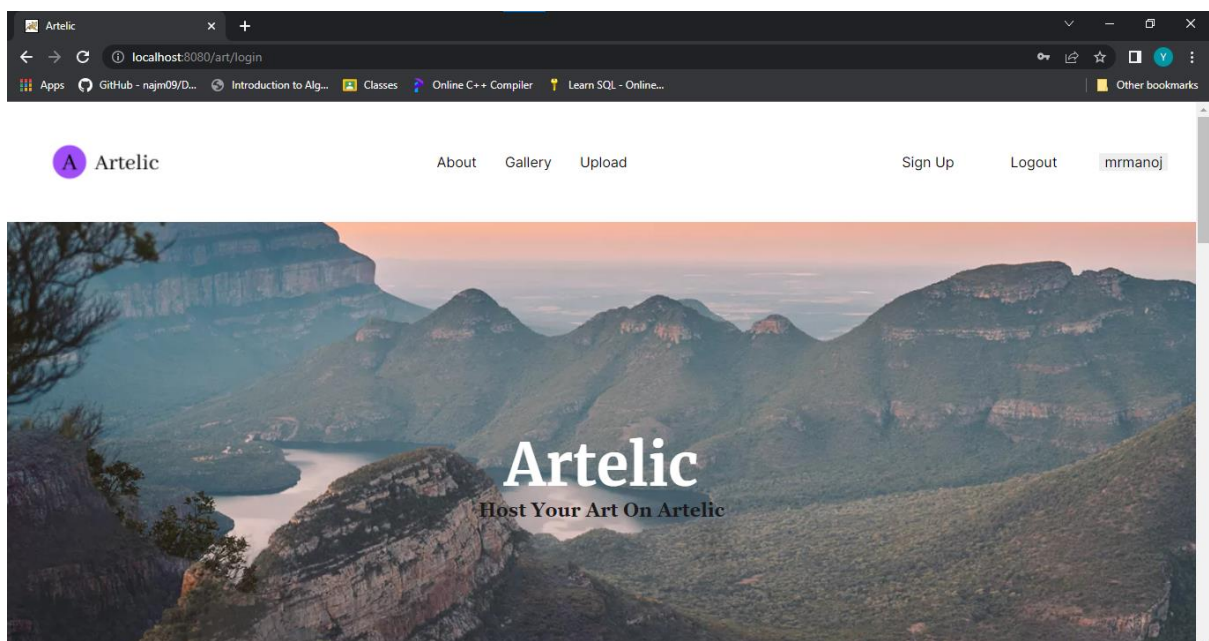 Artelic
localhost:8080/art/login
Y
Apps GitHub - najm09/D... Introduction to Alg... Classes Online C++ Compiler Learn SQL - Online... Other bookmarks
A Artelic About Gallery Upload Sign Up Logout mrmanoj
Artelic
Host Your Art On Artelic